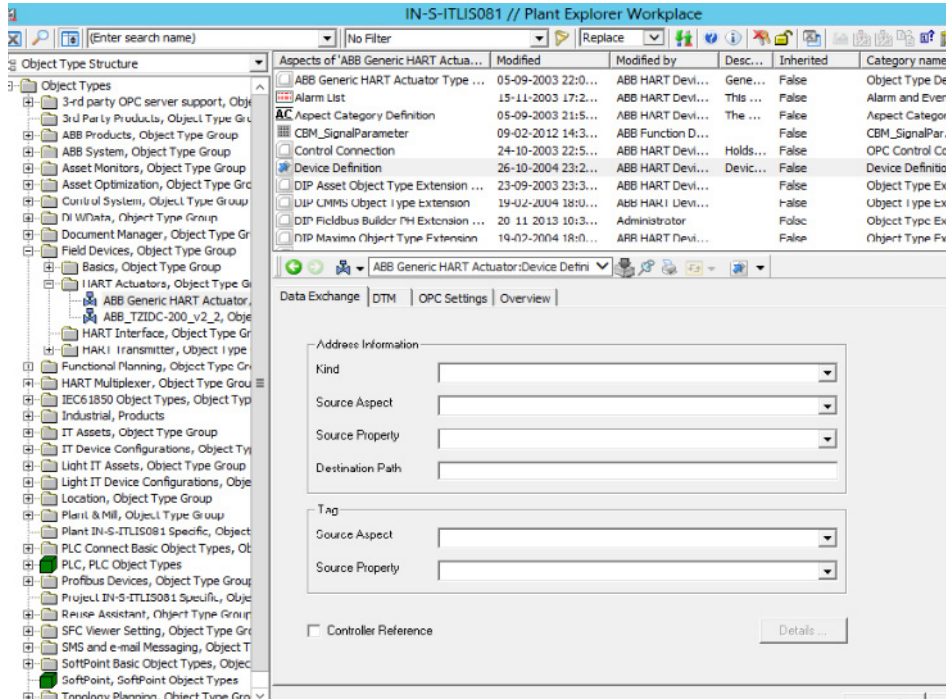 IN-S-ITLIS081 // Plant Explorer Workplace
(Enter search name)
No Filter
Replace
Object Type Structure
Object Types
3-rd party OPC server support, Obje
3rd Party Products, Object Type Gru
ABB Products, Object Type Group
ABB System, Object Type Group
Asset Monitors, Object Type Group
Asset Optimization, Object Type Grc
Control System, Object Type Group
DLWData, Object Type Group
Document Manager, Object Type Gr
Field Devices, Object Type Group
Basics, Object Type Group
HART Actuators, Object Type G
ABB Generic HART Actuator,
ABB_TZIDC-200_v2_2, Obje
HART Interface, Object Type Gr
HART Transmitter, Object Type
Functional Planning, Object Type Gr
HART Multiplexer, Object Type Grou
IEC61850 Object Types, Object Typ
Industrial, Products
IT Assets, Object Type Group
IT Device Configurations, Object Ty
Light IT Assets, Object Type Group
Light IT Device Configurations, Obje
Location, Object Type Group
Plant & Mill, Object Type Group
Plant IN-S-ITLIS081 Specific, Object
PLC Connect Basic Object Types, Ob
PLC, PLC Object Types
Profibus Devices, Object Type Group
Project IN-S-ITLIS081 Specific, Obje
Reuse Assistant, Object Type Group
SFC Viewer Setting, Object Type Gr
SMS and e-mail Messaging, Object T
SoftPoint Basic Object Types, Objec
SoftPoint, SoftPoint Object Types
Topology Planning, Object Type Gro
Aspects of 'ABB Generic HART Actua... Modified Modified by Desc... Inherited Category name
ABB Generic HART Actuator Type ... 05-09-2003 22:0... ABB HART Devi... Gene... False Object Type De
Alarm List 15-11-2003 17:2... ABB HART Devi... This ... False Alarm and Even
Aspect Category Definition 05-09-2003 21:5... ABB HART Devi... The ... False Aspect Categor
CBM_SignalParameter 09-02-2012 14:3... ABB Function D... False CBM_SignalPar.
Control Connection 24-10-2003 22:5... ABB HART Devi... Holds... False OPC Control Co
Device Definition 26-10-2004 23:2... ABB HART Devi... Devic... False Device Definitio
DIP Asset Object Type Extension ... 23-09-2003 23:3... ABB HART Devi... False Object Type Ex
DIP CMMS Object Type Extension 19-02-2004 18:0... ABB HART Devi... False Object Type Ex
DIP Fieldbus Builder PH Extension ... 20-11-2013 10:3... Administrator False Object Type Ex
DIP Maximo Object Type Extension 19-02-2004 18:0... ABB HART Devi... False Object Type Ex
ABB Generic HART Actuator:Device Defini
Data Exchange DTM OPC Settings Overview
Address Information
Kind
Source Aspect
Source Property
Destination Path
Tag
Source Aspect
Source Property
Controller Reference
Details ...